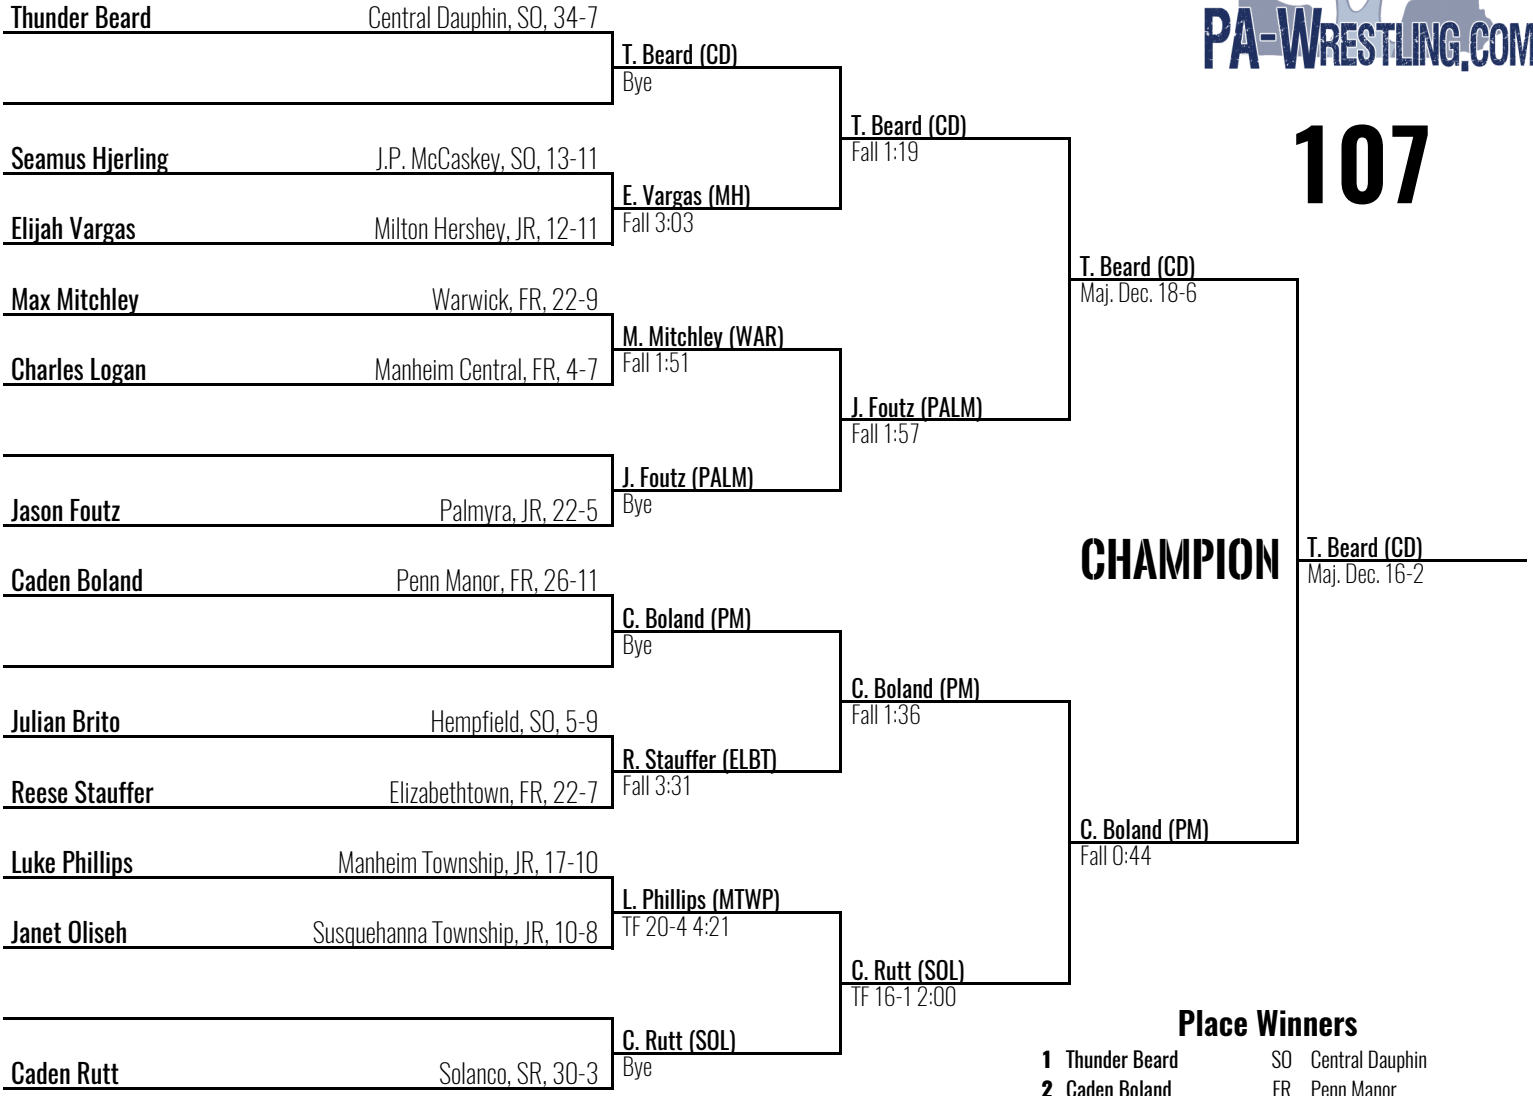 Thunder Beard Central Dauphin, SO, 34-7
T. Beard (CD)
Bye
Seamus Hjerling J.P. McCaskey, SO, 13-11
Elijah Vargas Milton Hershey, JR, 12-11
E. Vargas (MH)
Fall 3:03
T. Beard (CD)
Fall 1:19
Max Mitchley Warwick, FR, 22-9
Charles Logan Manheim Central, FR, 4-7
M. Mitchley (WAR)
Fall 1:51
Jason Foutz Palmyra, JR, 22-5
J. Foutz (PALM)
Bye
J. Foutz (PALM)
Fall 1:57
T. Beard (CD)
Maj. Dec. 18-6
Caden Boland Penn Manor, FR, 26-11
C. Boland (PM)
Bye
Julian Brito Hempfield, SO, 5-9
Reese Stauffer Elizabethtown, FR, 22-7
R. Stauffer (ELBT)
Fall 3:31
C. Boland (PM)
Fall 1:36
Luke Phillips Manheim Township, JR, 17-10
Janet Oliseh Susquehanna Township, JR, 10-8
L. Phillips (MTWP)
TF 20-4 4:21
Caden Rutt Solanco, SR, 30-3
C. Rutt (SOL)
Bye
C. Rutt (SOL)
TF 16-1 2:00
C. Boland (PM)
Fall 0:44
PA-WRESTLING.COM
107
CHAMPION
T. Beard (CD)
Maj. Dec. 16-2
Place Winners
1 Thunder Beard SO Central Dauphin
2 Caden Boland FR Penn Manor